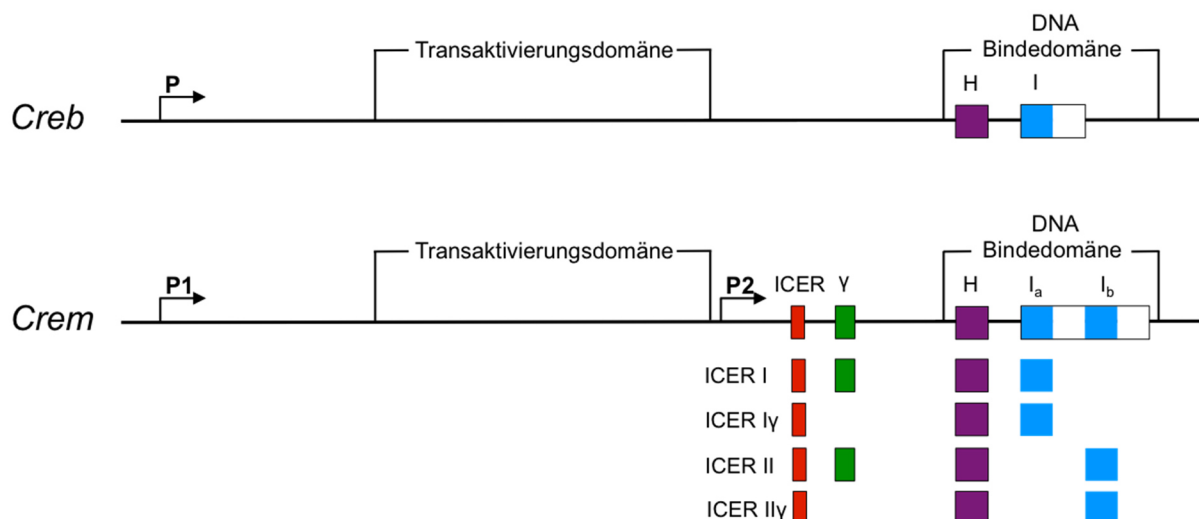 DNA
Transaktivierungsdomäne
Bindedomäne
P
H I
Creb
DNA
Transaktivierungsdomäne
Bindedomäne
P1 P2 ICER γ H Ia Ib
Crem
ICER I
ICER Iγ
ICER II
ICER IIγ